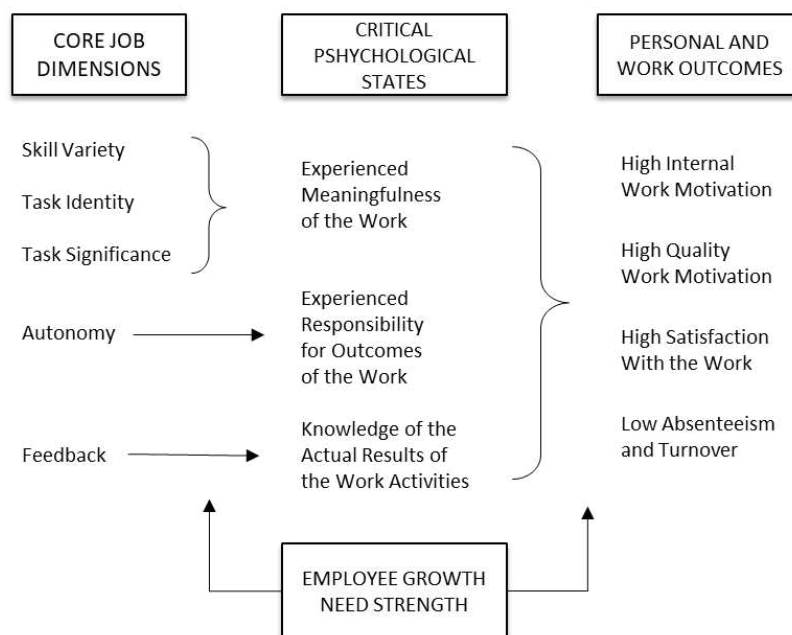 CORE JOB
DIMENSIONS
CRITICAL
PSHYCHOLOGICAL
STATES
PERSONAL AND
WORK OUTCOMES
Skill Variety
Task Identity
Task Significance
Autonomy
Feedback
Experienced
Meaningfulness
of the Work
Experienced
Responsibility
for Outcomes
of the Work
Knowledge of the
Actual Results of
the Work Activities
High Internal
Work Motivation
High Quality
Work Motivation
High Satisfaction
With the Work
Low Absenteeism
and Turnover
EMPLOYEE GROWTH
NEED STRENGTH